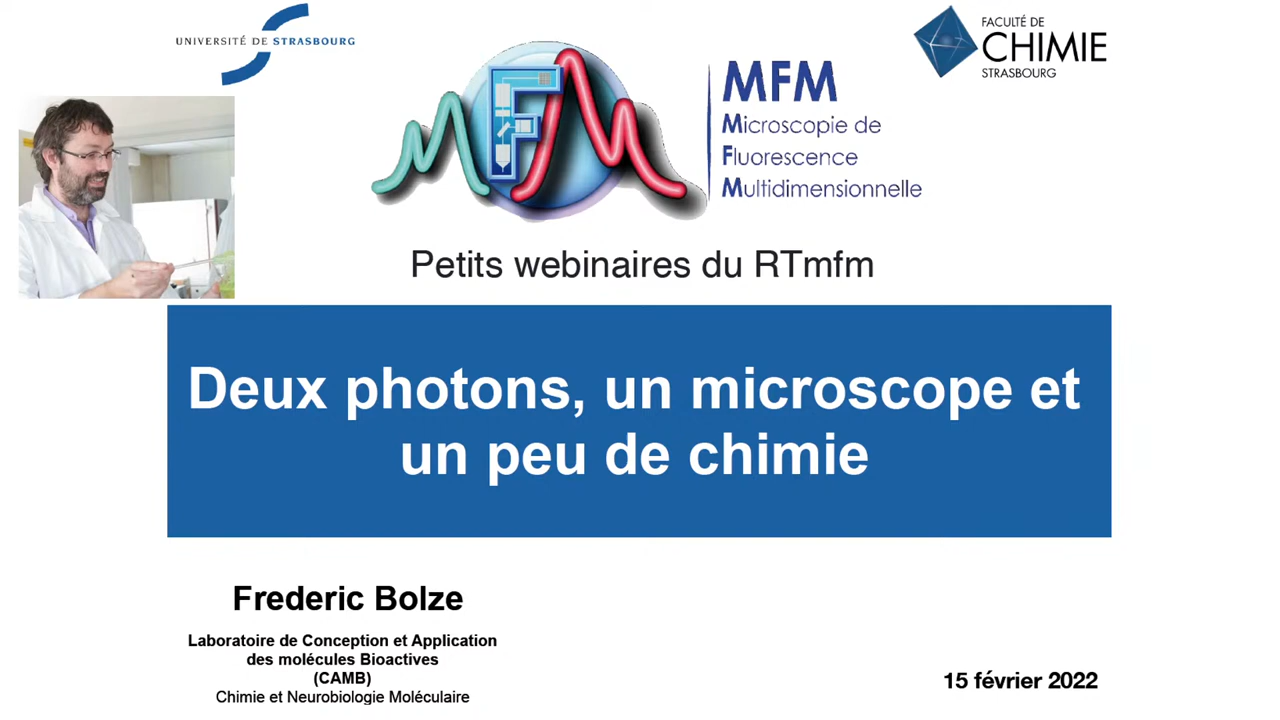 UNIVERSITÉ DE STRASBOURG
FACULTÉ DE
CHIMIE
STRASBOURG
MFM
MFM
Microscopie de
Fluorescence
Multidimensionnelle
Petits webinaires du RTmfm
Deux photons, un microscope et
un peu de chimie
Frederic Bolze
Laboratoire de Conception et Application
des molécules Bioactives
(CAMB)
Chimie et Neurobiologie Moléculaire
15 février 2022